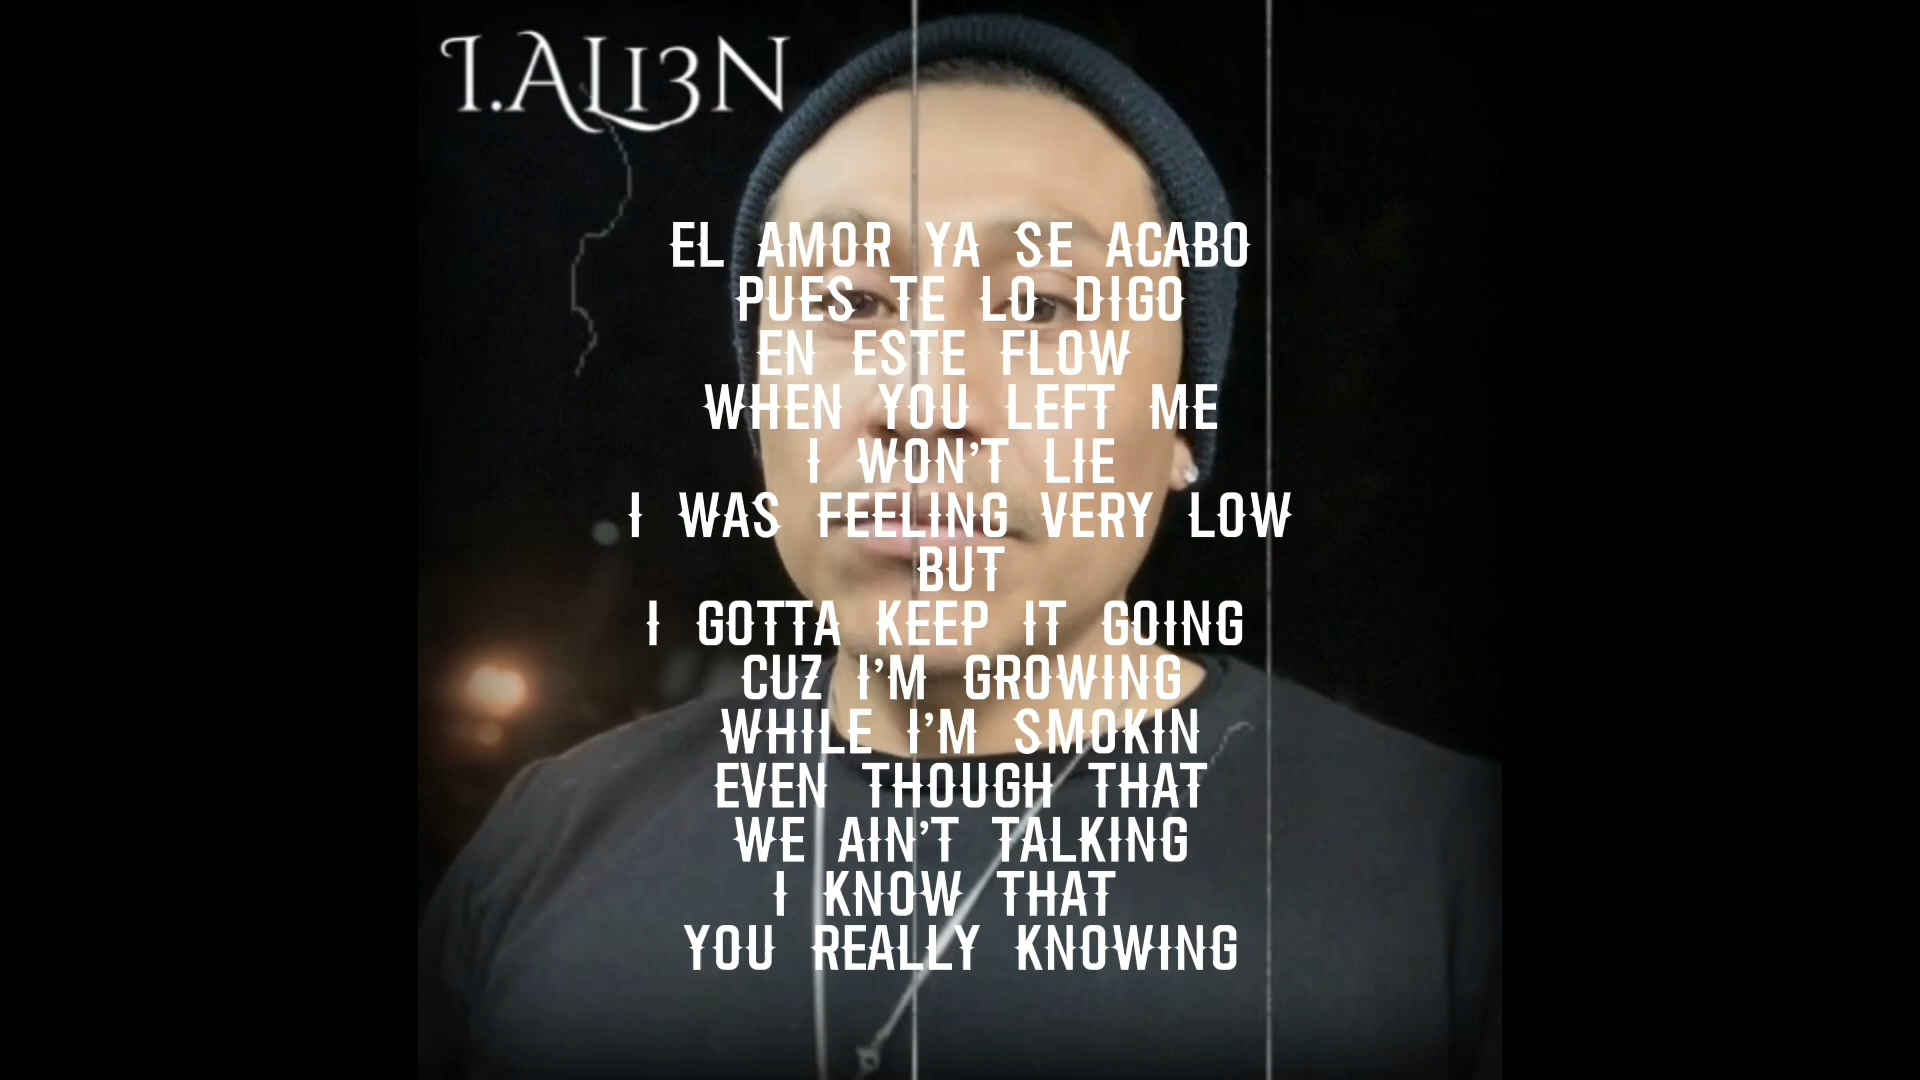 I.ALI3N
EL AMOR YA SE ACABO
PUES TE LO DIGO
EN ESTE FLOW
WHEN YOU LEFT ME
I WON'T LIE
I WAS FEELING VERY LOW
BUT
I GOTTA KEEP IT GOING
CUZ I'M GROWING
WHILE I'M SMOKIN
EVEN THOUGH THAT
WE AIN'T TALKING
I KNOW THAT
YOU REALLY KNOWING